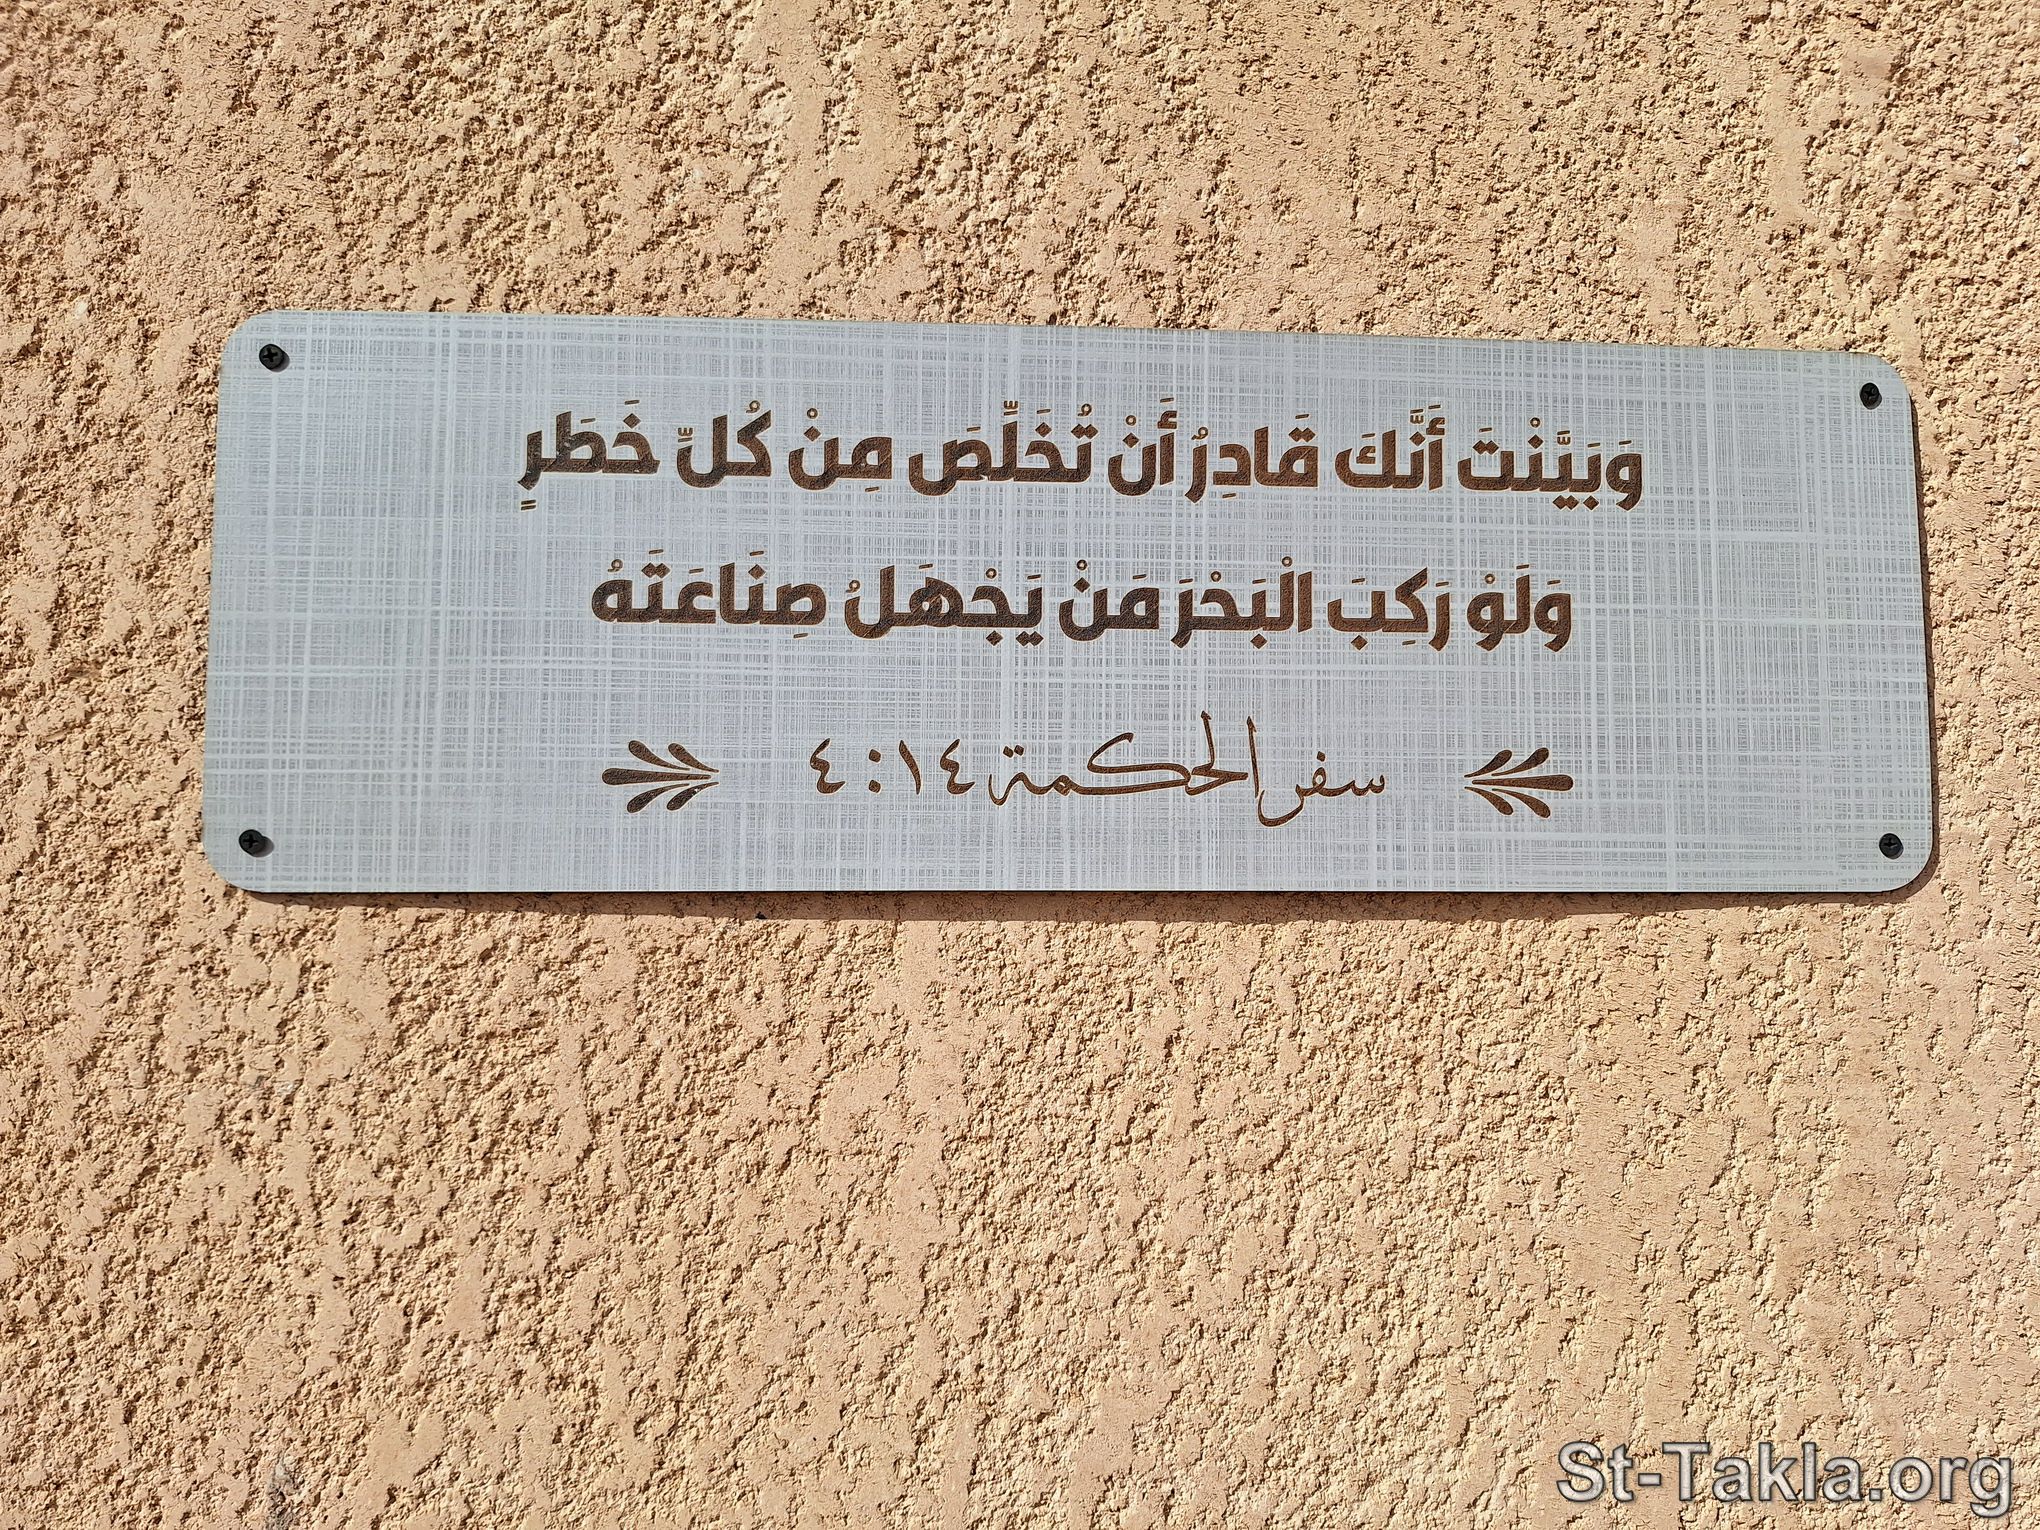 وَبَيَّنْتَ أَنَّكَ قَادِرٌ أَنْ تُخَلِّصَ مِنْ كُلِّ خَطَرٍ
وَلَوْ رَكِبَ الْبَحْرَ مَنْ يَجْهَلُ صِنَاعَتَهُ
سفر الحكمة ١٤ : ٤
St-Takla.org